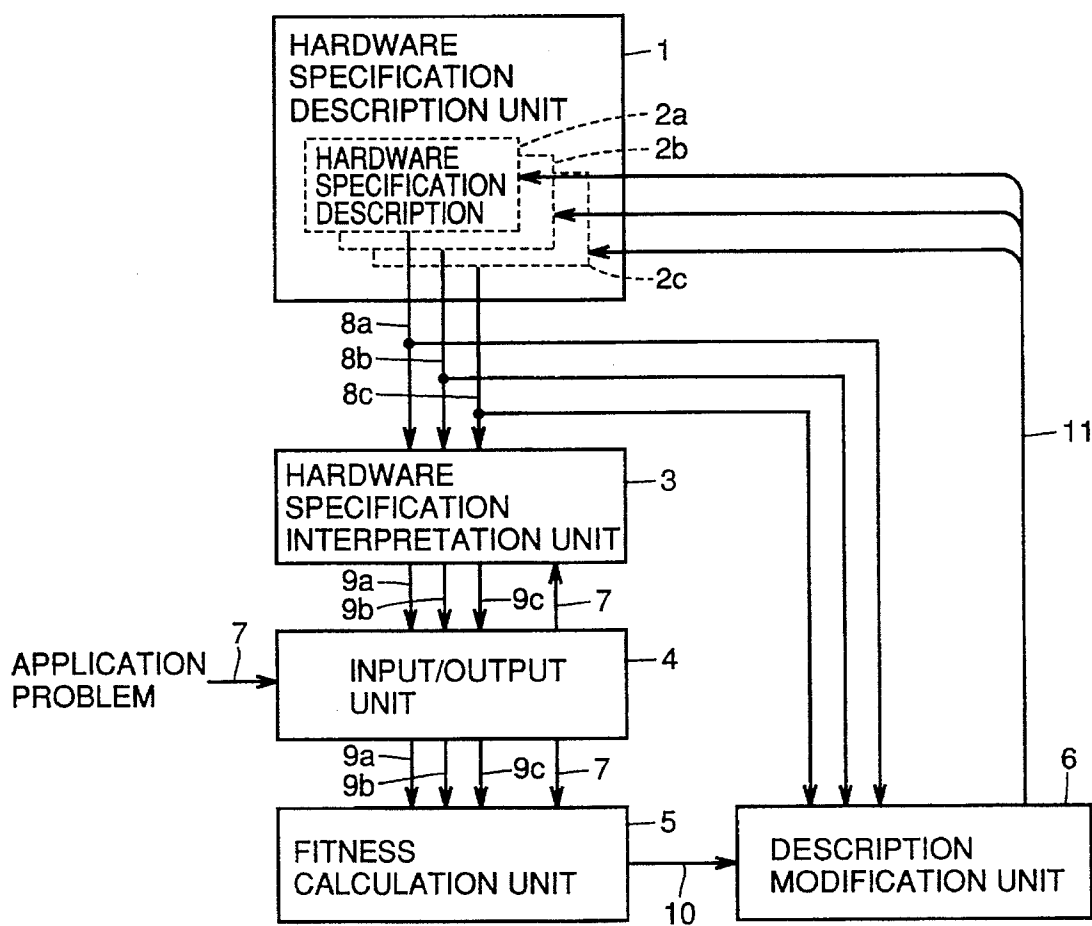 HARDWARE
SPECIFICATION
DESCRIPTION UNIT
1
2a
2b
HARDWARE
SPECIFICATION
DESCRIPTION
2c
8a
8b
8c
11
HARDWARE
SPECIFICATION
INTERPRETATION UNIT
3
9a
9b
9c
7
APPLICATION
PROBLEM
7
INPUT/OUTPUT
UNIT
4
9a
9b
9c
7
6
FITNESS
CALCULATION UNIT
5
10
DESCRIPTION
MODIFICATION UNIT